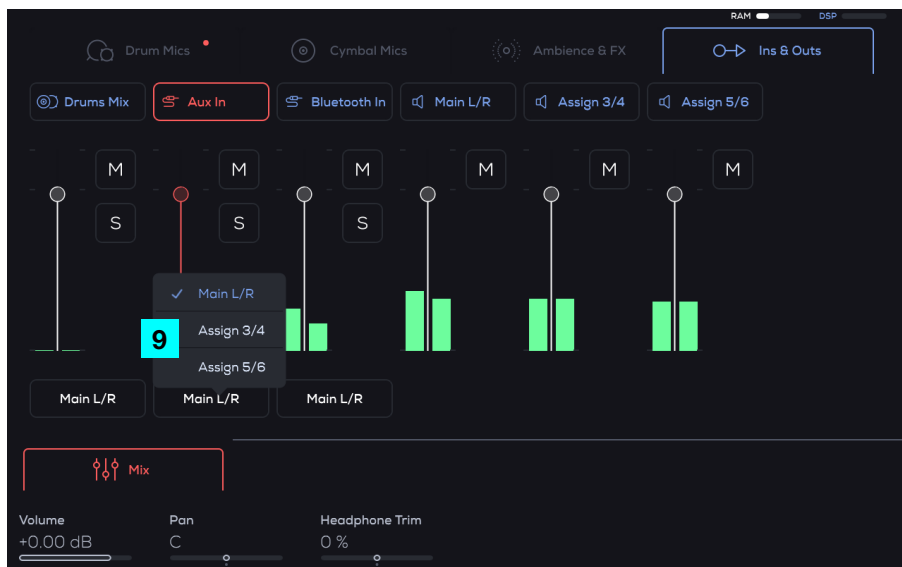 RAM DSP
Drum Mics Cymbal Mics Ambience & FX Ins & Outs
Drums Mix Aux In Bluetooth In Main L/R Assign 3/4 Assign 5/6
M M M M M M
S S S
Main L/R
9 Assign 3/4
Assign 5/6
Main L/R Main L/R Main L/R
Mix
Volume Pan Headphone Trim
+0.00 dB C 0 %